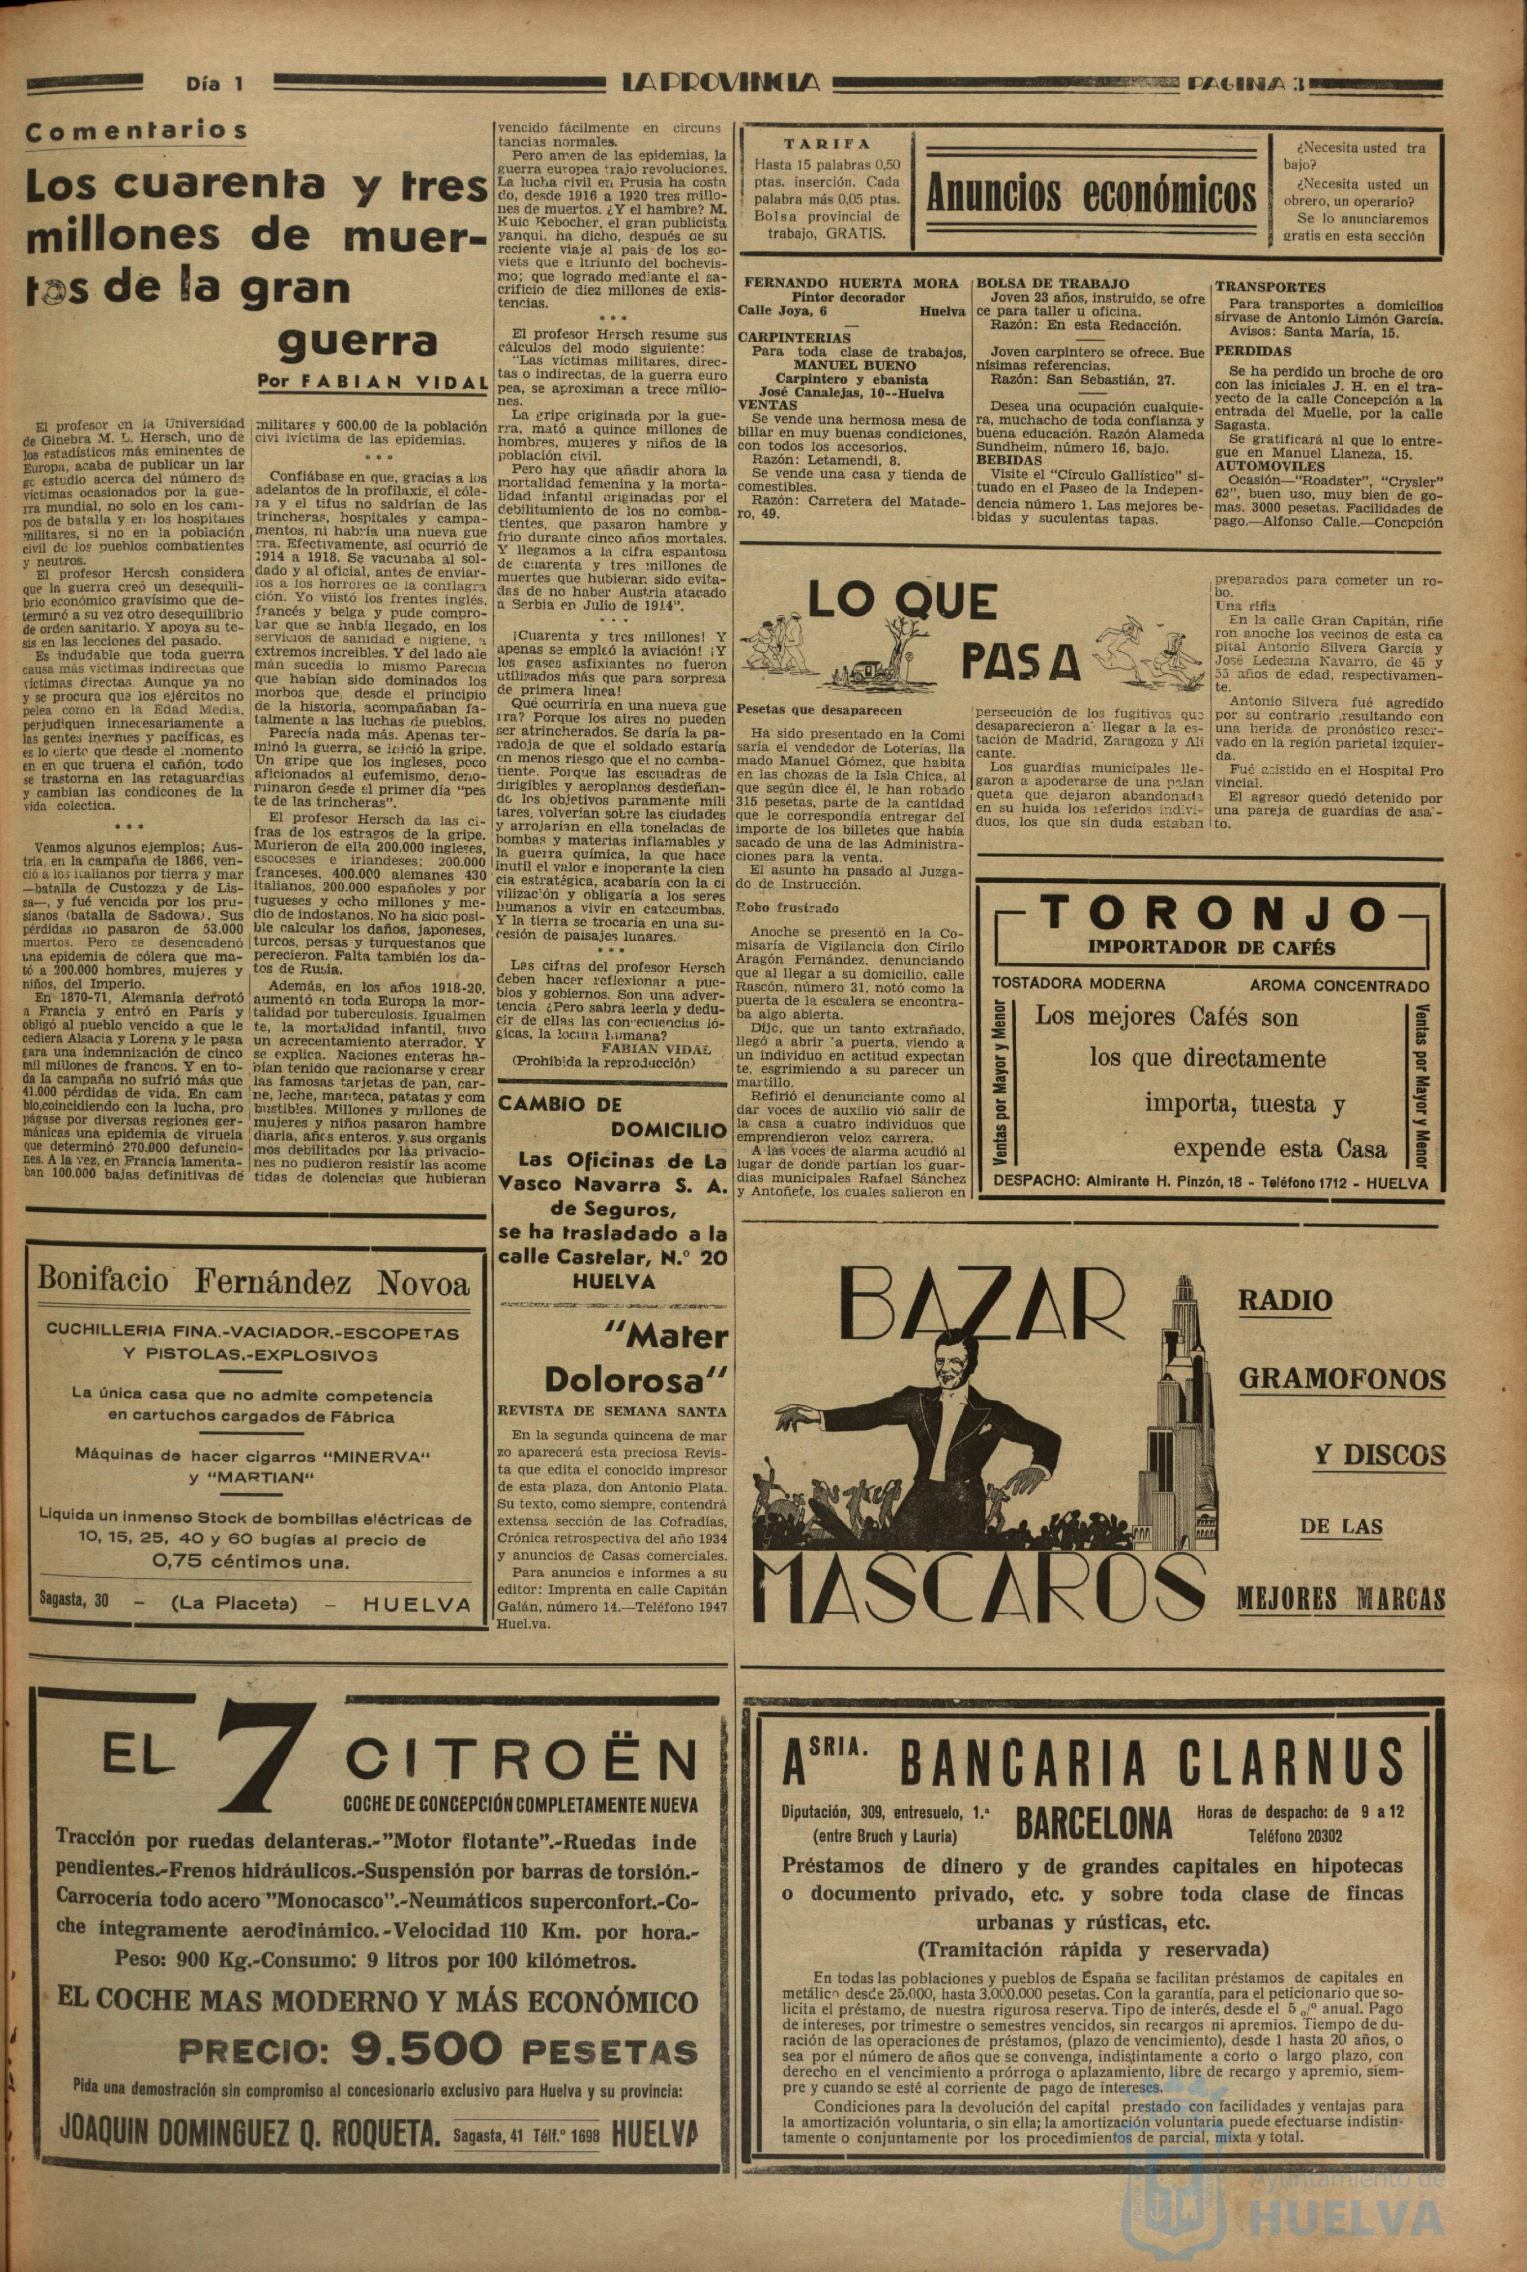 Día 1
LA PROVINCIA
PAGINA 3
Comentarios
Los cuarenta y tres
millones de muer-
tos de la gran
guerra
Por FABIAN VIDAL
El profesor en la Universidad
de Ginebra M. L. Hersch, uno de
los estadísticos más eminentes de
Europa, acaba de publicar un lar
go estudio acerca del número de
víctimas ocasionados por la gue-
rra mundial, no solo en los cam-
pos de batalla y en los hospitales
militares, si no en la población
civil de los pueblos combatientes
y neutros.
El profesor Hercsh considera
que la guerra creó un desequili-
brio económico gravísimo que de-
terminó a su vez otro desequilibrio
de orden sanitario. Y apoya su te-
sis en las lecciones del pasado.
Es indudable que toda guerra
causa más víctimas indirectas que
víctimas directas. Aunque ya no
y se procura que los ejércitos no
pelea como en la Edad Media,
perjudiquen innecesariamente a
las gentes inermes y pacíficas, es
es lo cierto que desde el momento
en en que truena el cañón, todo
se trastorna en las retaguardias
y cambian las condicones de la
vida colectica.
* * *
Veamos algunos ejemplos; Aus-
tria, en la campaña de 1866, ven-
ció a los italianos por tierra y mar
—batalla de Custozza y de Lis-
sa—, y fué vencida por los pru-
sianos (batalla de Sadowa). Sus
pérdidas no pasaron de 53.000
muertos. Pero se desencadenó
una epidemia de cólera que ma-
tó a 200.000 hombres, mujeres y
niños, del Imperio.
En 1870-71, Alemania derrotó
a Francia y entró en París y
obligó al pueblo vencido a que le
cediera Alsacia y Lorena y le paga
gara una indemnización de cinco
mil millones de francos. Y en to-
da la campaña no sufrió más que
41.000 pérdidas de vida. En cam
bio,coincidiendo con la lucha, pro
págase por diversas regiones ger-
mánicas una epidemia de viruela
que determinó 270.000 defuncio-
nes. A la vez, en Francia lamenta-
ban 100.000 bajas definitivas de
militares y 600.00 de la población
civi lvíctima de las epidemias.
* * *
Confiábase en que, gracias a los
adelantos de la profilaxis, el cóle-
ra y el tifus no saldrían de las
trincheras, hospitales y campa-
mentos, ni habría una nueva gue
rra. Efectivamente, así ocurrió de
1914 a 1918. Se vacunaba al sol-
dado y al oficial, antes de enviar-
los a los horrores de la conflagra
ción. Yo viistó los frentes inglés,
francés y belga y pude compro-
bar que se había llegado, en los
servicios de sanidad e higiene, a
extremos increibles. Y del lado ale
mán sucedía lo mismo Parecía
que habían sido dominados los
morbos que, desde el principio
de la historia, acompañaban fa-
talmente a las luchas de pueblos.
Parecía nada más. Apenas ter-
minó la guerra, se inició la gripe.
Un gripe que los ingleses, poco
aficionados al eufemismo, deno-
minaron desde el primer día "pes
te de las trincheras".
El profesor Hersch da las ci-
fras de los estragos de la gripe.
Murieron de ella 200.000 ingleses,
escoceses e irlandeses; 200.000
franceses. 400.000 alemanes 430
italianos, 200.000 españoles y por
tugueses y ocho millones y me-
dio de indostanos. No ha sido posi-
ble calcular los daños, japoneses,
turcos, persas y turquestanos que
perecieron. Falta también los da-
tos de Rusia.
Además, en los años 1918-20,
aumentó en toda Europa la mor-
talidad por tuberculosis. Igualmen
te, la mortalidad infantil, tuvo
un acrecentamiento aterrador. Y
se explica. Naciones enteras ha-
bían tenido que racionarse y crear
las famosas tarjetas de pan, car-
ne, leche, manteca, patatas y com
bustibles. Millones y millones de
mujeres y niños pasaron hambre
diaria, años enteros, y sus organis
mos debilitados por las privacio-
nes no pudieron resistir las acome
tidas de dolencias que hubieran
vencido fácilmente en circuns
tancias normales.
Pero amen de las epidemias, la
guerra europea trajo revoluciones.
La lucha civil en Prusia ha costa
do, desde 1916 a 1920 tres millo-
nes de muertos. ¿Y el hambre? M.
Kuic Kebocher, el gran publicista
yanqui, ha dicho, después de su
reciente viaje al país de los so-
viets que e ltriunfo del bochevis-
mo; que logrado mediante el sa-
crificio de diez millones de exis-
tencias.
* * *
El profesor Hersch resume sus
cálculos del modo siguiente:
"Las víctimas militares, direc-
tas o indirectas, de la guerra euro
pea, se aproximan a trece millo-
nes.
La gripe originada por la gue-
rra, mató a quince millones de
hombres, mujeres y niños de la
población civil.
Pero hay que añadir ahora la
mortalidad femenina y la morta-
lidad infantil originadas por el
debilitamiento de los no comba-
tientes, que pasaron hambre y
frío durante cinco años mortales.
Y llegamos a la cifra espantosa
de cuarenta y tres millones de
muertes que hubieran sido evita-
das de no haber Austria atacado
a Serbia en Julio de 1914".
* * *
¡Cuarenta y tres millones! Y
apenas se empleó la aviación! ¡Y
los gases asfixiantes no fueron
utilizados más que para sorpresa
de primera línea!
Qué ocurriría en una nueva gue
rra? Porque los aires no pueden
ser atrincherados. Se daría la pa-
radoja de que el soldado estaría
en menos riesgo que el no comba-
tiente. Porque las escuadras de
dirigibles y aeroplanos desdeñan-
do los objetivos puramente mili
tares, volverían sobre las ciudades
y arrojarían en ella toneladas de
bombas y materias inflamables y
la guerra química, la que hace
inutil el valor e inoperante la cien
cia estratégica, acabaría con la ci
vilización y obligaría a los seres
humanos a vivir en catacumbas.
Y la tierra se trocaría en una su-
cesión de paisajes lunares.
* * *
Las cifras del profesor Hersch
deben hacer reflexionar a pue-
blos y gobiernos. Son una adver-
tencia. ¿Pero sabrá leerla y dedu-
cir de ellas las consecuencias ló-
gicas, la locura humana?
FABIAN VIDAL
(Prohibida la reproducción)
CAMBIO DE
DOMICILIO
Las Oficinas de La
Vasco Navarra S. A.
de Seguros,
se ha trasladado a la
calle Castelar, N.º 20
HUELVA
"Mater
Dolorosa"
REVISTA DE SEMANA SANTA
En la segunda quincena de mar
zo aparecerá esta preciosa Revis-
ta que edita el conocido impresor
de esta plaza, don Antonio Plata.
Su texto, como siempre, contendrá
extensa sección de las Cofradías,
Crónica retrospectiva del año 1934
y anuncios de Casas comerciales.
Para anuncios e informes a su
editor: Imprenta en calle Capitán
Galán, número 14.—Teléfono 1947
Huel.va.
TARIFA
Hasta 15 palabras 0,50
ptas. inserción. Cada
palabra más 0,05 ptas.
Bolsa provincial de
trabajo, GRATIS.
Anuncios económicos
¿Necesita usted tra
bajo?
¿Necesita usted un
obrero, un operario?
Se lo anunciaremos
gratis en esta sección
FERNANDO HUERTA MORA
Pintor decorador
Calle Joya, 6 Huelva
CARPINTERIAS
Para toda clase de trabajos,
MANUEL BUENO
Carpintero y ebanista
José Canalejas, 10--Huelva
VENTAS
Se vende una hermosa mesa de
billar en muy buenas condiciones,
con todos los accesorios.
Razón: Letamendi, 8.
Se vende una casa y tienda de
comestibles.
Razón: Carretera del Matade-
ro, 49.
BOLSA DE TRABAJO
Joven 23 años, instruido, se ofre
ce para taller u oficina.
Razón: En esta Redacción.
Joven carpintero se ofrece. Bue
nísimas referencias.
Razón: San Sebastián, 27.
Desea una ocupación cualquie-
ra, muchacho de toda confianza y
buena educación. Razón Alameda
Sundheim, número 16, bajo.
BEBIDAS
Visite el "Círculo Gallístico" si-
tuado en el Paseo de la Indepen-
dencia número 1. Las mejores be-
bidas y suculentas tapas.
TRANSPORTES
Para transportes a domicilios
sírvase de Antonio Limón García.
Avisos: Santa María, 15.
PERDIDAS
Se ha perdido un broche de oro
con las iniciales J. H. en el tra-
yecto de la calle Concepción a la
entrada del Muelle, por la calle
Sagasta.
Se gratificará al que lo entre-
gue en Manuel Llaneza, 15.
AUTOMOVILES
Ocasión—"Roadster", "Crysler"
62", buen uso, muy bien de go-
mas. 3000 pesetas. Facilidades de
pago.—Alfonso Calle.—Concpción
LO QUE
PASA
Pesetas que desaparecen
Ha sido presentado en la Comi
saría el vendedor de Loterías, lla
mado Manuel Gómez, que habita
en las chozas de la Isla Chica, al
que según dice él, le han robado
315 pesetas, parte de la cantidad
que le correspondía entregar del
importe de los billetes que había
sacado de una de las Administra-
ciones para la venta.
El asunto ha pasado al Juzga-
do de Instrucción.
Robo frustrado
Anoche se presentó en la Co-
misaría de Vigilancia don Cirilo
Aragón Fernández, denunciando
que al llegar a su domicilio, calle
Rascón, número 31, notó como la
puerta de la escalera se encontra-
ba algo abierta.
Dijc, que un tanto extrañado,
llegó a abrir la puerta, viendo a
un individuo en actitud expectan
te, esgrimiendo a su parecer un
martillo.
Refirió el denunciante como al
dar voces de auxilio vió salir de
la casa a cuatro individuos que
emprendieron veloz carrera.
A las voces de alarma acudió al
lugar de donde partían los guar-
dias municipales Rafael Sánchez
y Antoñete, los cuales salieron en
persecución de los fugitivos que
desaparecieron al llegar a la es-
tación de Madrid, Zaragoza y Ali
cante.
Los guardias municipales lle-
garon a apoderarse de una palan
queta que dejaron abandonada
en su huida los referidos indivi-
duos, los que sin duda estaban
preparados para cometer un ro-
bo.
Una riña
En la calle Gran Capitán, riñe
ron anoche los vecinos de esta ca
pital Antonio Silvera García y
José Ledesma Navarro, de 45 y
35 años de edad, respectivamen-
te.
Antonio Silvera fué agredido
por su contrario ,resultando con
una herida de pronóstico reser-
vado en la región parietal izquier-
da.
Fué asistido en el Hospital Pro
vincial.
El agresor quedó detenido por
una pareja de guardias de asal-
to.
TORONJO
IMPORTADOR DE CAFÉS
TOSTADORA MODERNA AROMA CONCENTRADO
Ventas por Mayor y Menor
Los mejores Cafés son
los que directamente
importa, tuesta y
expende esta Casa
Ventas por Mayor y Menor
DESPACHO: Almirante H. Pinzón, 18 - Teléfono 1712 - HUELVA
Bonifacio Fernández Novoa
CUCHILLERIA FINA.-VACIADOR.-ESCOPETAS
Y PISTOLAS.-EXPLOSIVOS
La única casa que no admite competencia
en cartuchos cargados de Fábrica
Máquinas de hacer cigarros "MINERVA"
y "MARTIAN"
Liquida un inmenso Stock de bombillas eléctricas de
10, 15, 25, 40 y 60 bugías al precio de
0,75 céntimos una.
Sagasta, 30 - (La Placeta) - HUELVA
BAZAR
MASCAROS
RADIO
GRAMOFONOS
Y DISCOS
DE LAS
MEJORES MARCAS
EL 7 CITROËN
COCHE DE CONCEPCIÓN COMPLETAMENTE NUEVA
Tracción por ruedas delanteras.-"Motor flotante".-Ruedas inde
pendientes.-Frenos hidráulicos.-Suspensión por barras de torsión.-
Carrocería todo acero "Monocasco".-Neumáticos superconfort.-Co-
che íntegramente aerodinámico.-Velocidad 110 Km. por hora.-
Peso: 900 Kg.-Consumo: 9 litros por 100 kilómetros.
EL COCHE MAS MODERNO Y MÁS ECONÓMICO
PRECIO: 9.500 PESETAS
Pida una demostración sin compromiso al concesionario exclusivo para Huelva y su provincia:
JOAQUIN DOMINGUEZ Q. ROQUETA. Sagasta, 41 Télf.º 1698 HUELVA
ASRIA. BANCARIA CLARNUS
Diputación, 309, entresuelo, 1.ª
(entre Bruch y Lauria)
BARCELONA
Horas de despacho: de 9 a 12
Teléfono 20302
Préstamos de dinero y de grandes capitales en hipotecas
o documento privado, etc. y sobre toda clase de fincas
urbanas y rústicas, etc.
(Tramitación rápida y reservada)
En todas las poblaciones y pueblos de España se facilitan préstamos de capitales en
metálico desde 25.000, hasta 3.000.000 pesetas. Con la garantía, para el peticionario que so-
licita el préstamo, de nuestra rigurosa reserva. Tipo de interés, desde el 5 º/º anual. Pago
de intereses, por trimestre o semestres vencidos, sin recargos ni apremios. Tiempo de du-
ración de las operaciones de préstamos, (plazo de vencimiento), desde 1 hasta 20 años, o
sea por el número de años que se convenga, indistintamente a corto o largo plazo, con
derecho en el vencimiento a prórroga o aplazamiento, libre de recargo y apremio, siem-
pre y cuando se esté al corriente de pago de intereses.
Condiciones para la devolución del capital prestado con facilidades y ventajas para
la amortización voluntaria, o sin ella; la amortización voluntaria puede efectuarse indistin-
tamente o conjuntamente por los procedimientos de parcial, mixta y total.
Ayuntamiento de
HUELVA